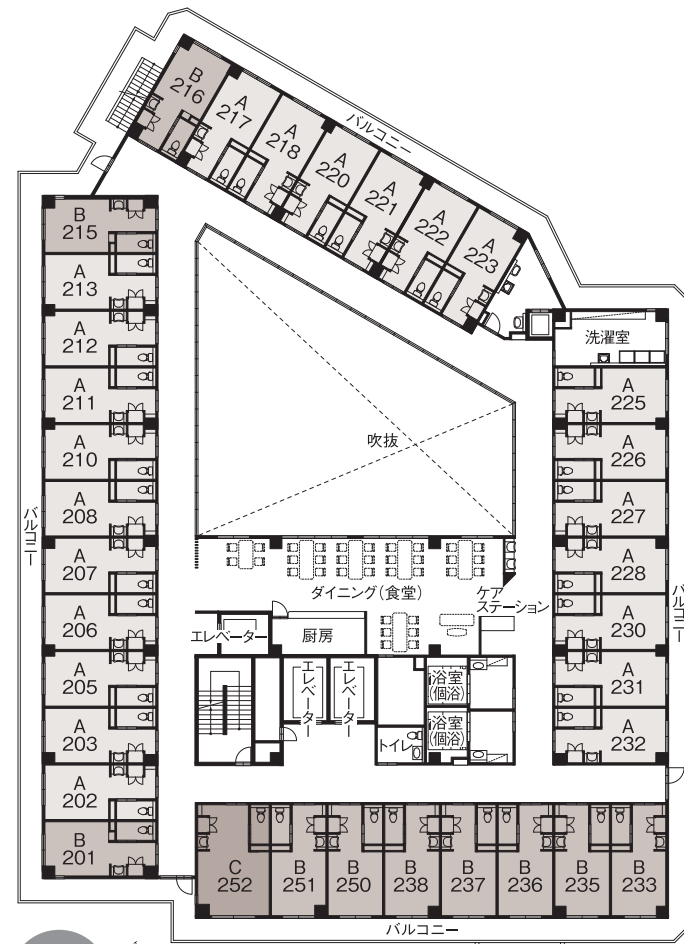 バルコニー
B
216
A
217
A
218
A
220
A
221
A
222
A
223
B
215
A
213
A
212
A
211
A
210
A
208
A
207
A
206
A
205
A
203
A
202
B
201
バルコニー
洗濯室
A
225
A
226
A
227
A
228
A
230
A
231
A
232
バルコニー
吹抜
ダイニング(食堂)
ケア
ステーション
エレベーター
厨房
エレベーター
エレベーター
浴室
(個浴)
浴室
(個浴)
トイレ
C
252
B
251
B
250
B
238
B
237
B
236
B
235
B
233
バルコニー